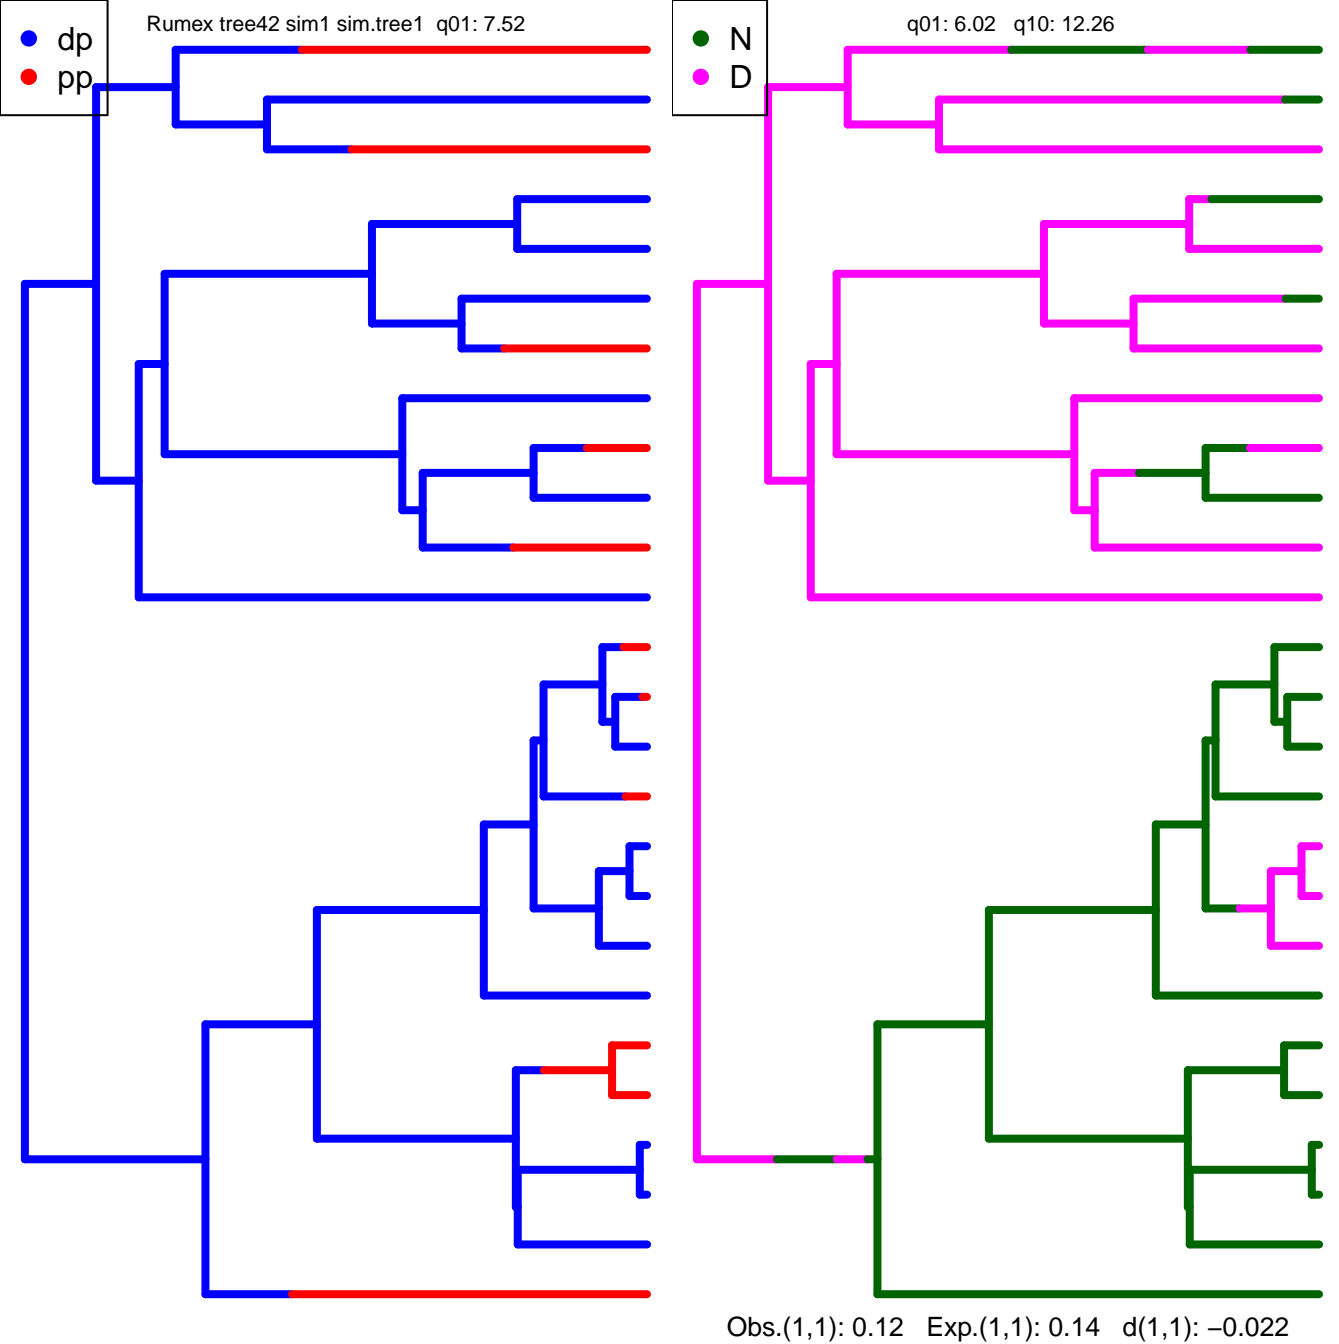 Rumex tree42 sim1 sim.tree1 q01: 7.52
dp
pp
q01: 6.02 q10: 12.26
N
D
Obs.(1,1): 0.12 Exp.(1,1): 0.14 d(1,1): −0.022